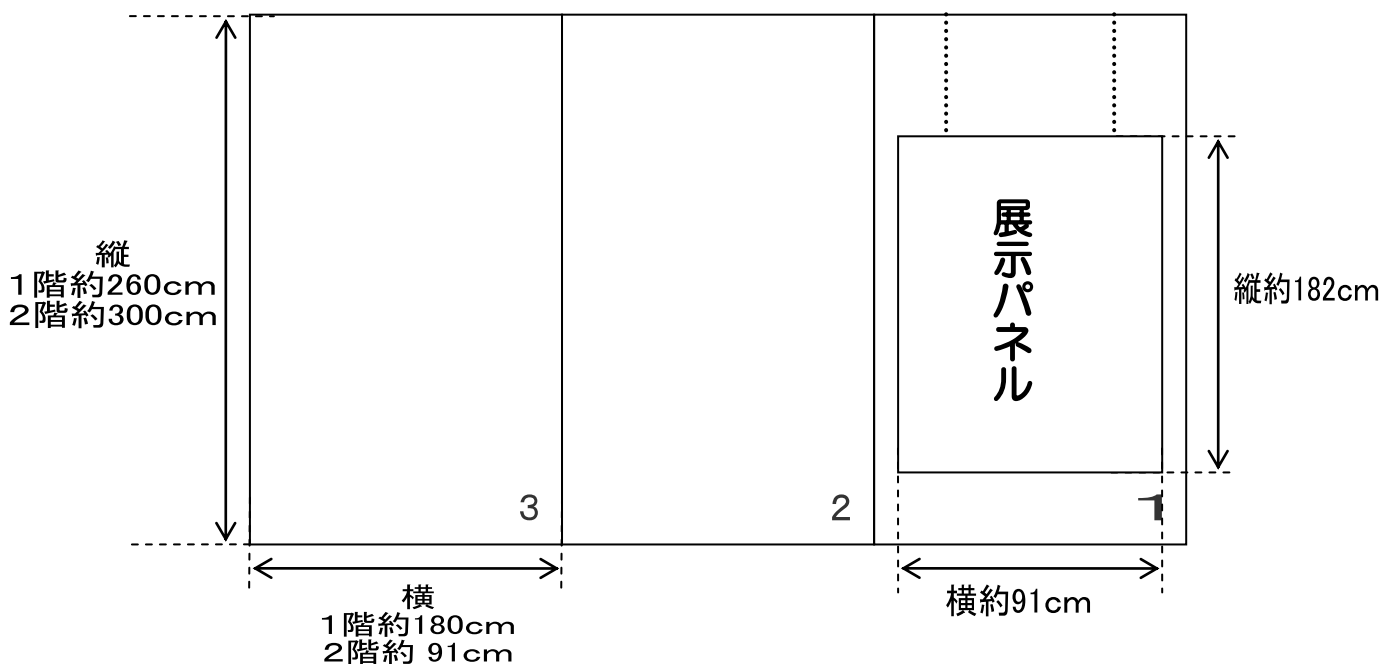 縦
1階約260cm
2階約300cm
展示パネル
縦約182cm
3
2
1
横
1階約180cm
2階約 91cm
横約91cm